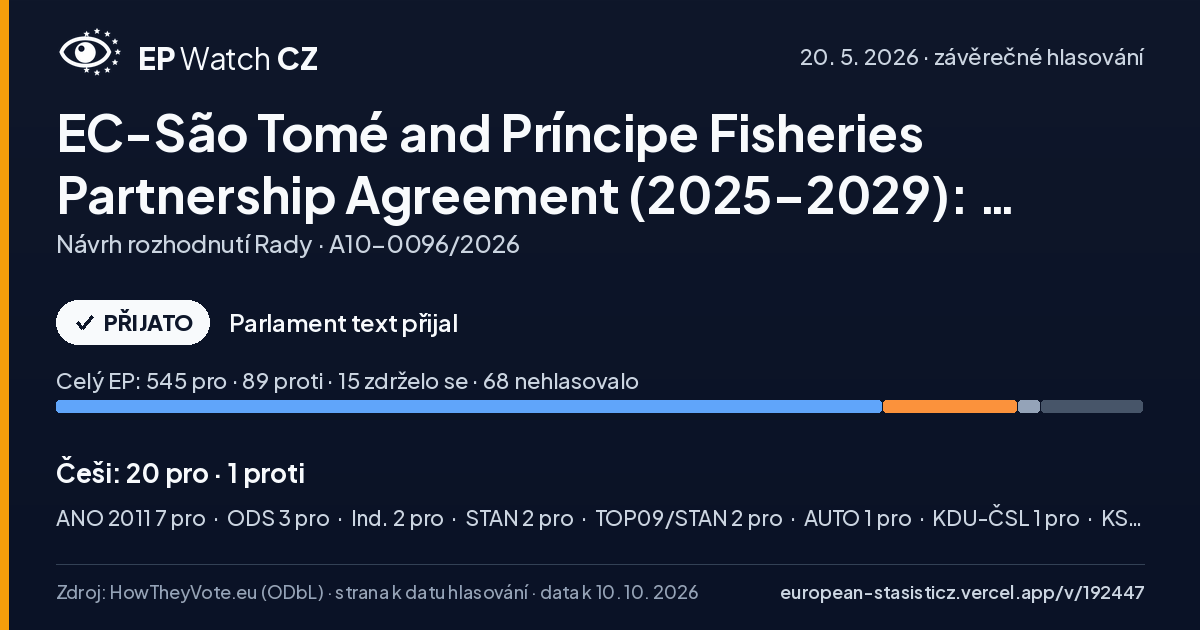 EP Watch CZ
20. 5. 2026 · závěrečné hlasování
EC–São Tomé and Príncipe Fisheries
Partnership Agreement (2025–2029): ...
Návrh rozhodnutí Rady · A10–0096/2026
✓ PŘIJATO
Parlament text přijal
Celý EP: 545 pro · 89 proti · 15 zdrželo se · 68 nehlasovalo
Češi: 20 pro · 1 proti
ANO 2011 7 pro · ODS 3 pro · Ind. 2 pro · STAN 2 pro · TOP09/STAN 2 pro · AUTO 1 pro · KDU-ČSL 1 pro · KS...
Zdroj: HowTheyVote.eu (ODbL) · strana k datu hlasování · data k 10. 10. 2026
european-stasisticz.vercel.app/v/192447